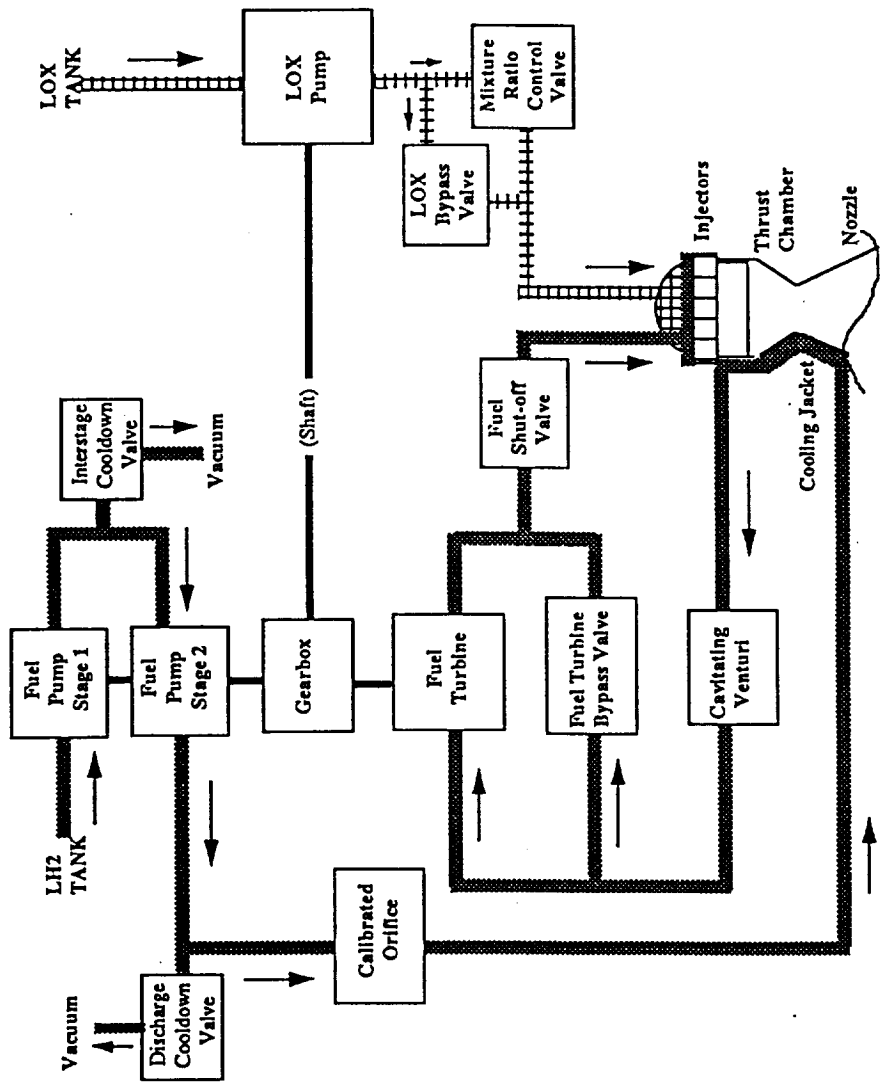 LH2
TANK
Fuel
Pump
Stage 1
Interstage
Cooldown
Valve
Vacuum
Fuel
Pump
Stage 2
Vacuum
Discharge
Cooldown
Valve
Gearbox
(Shaft)
LOX
TANK
LOX
Pump
Calibrated
Orifice
Fuel
Turbine
Fuel Turbine
Bypass Valve
Fuel
Shut-off
Valve
LOX
Bypass
Valve
Mixture
Ratio
Control
Valve
Cavitating
Venturi
Injectors
Thrust
Chamber
Cooling Jacket
Nozzle